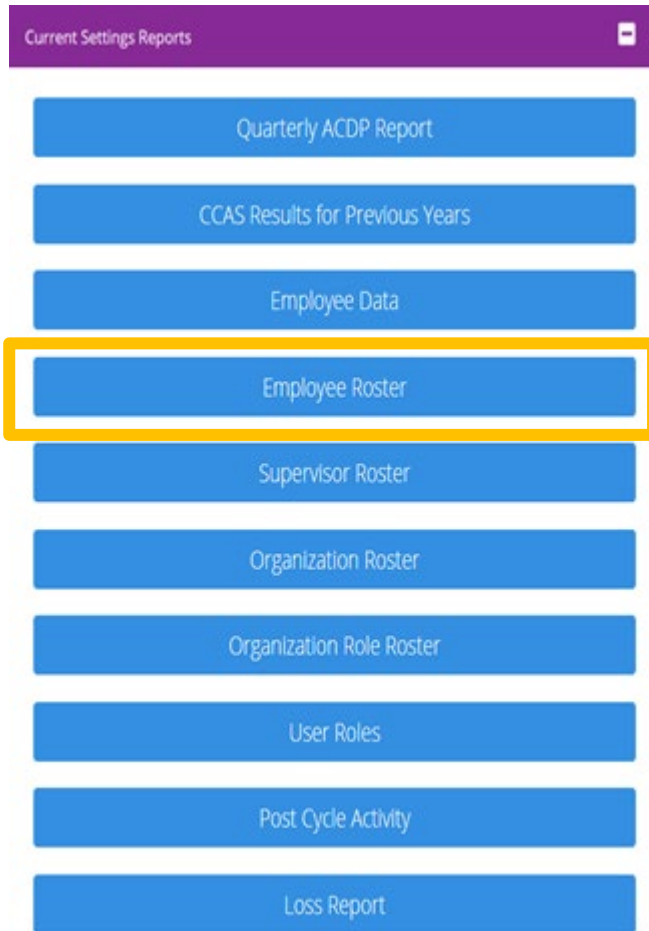 Current Settings Reports
Quarterly ACDP Report
CCAS Results for Previous Years
Employee Data
Employee Roster
Supervisor Roster
Organization Roster
Organization Role Roster
User Roles
Post Cycle Activity
Loss Report